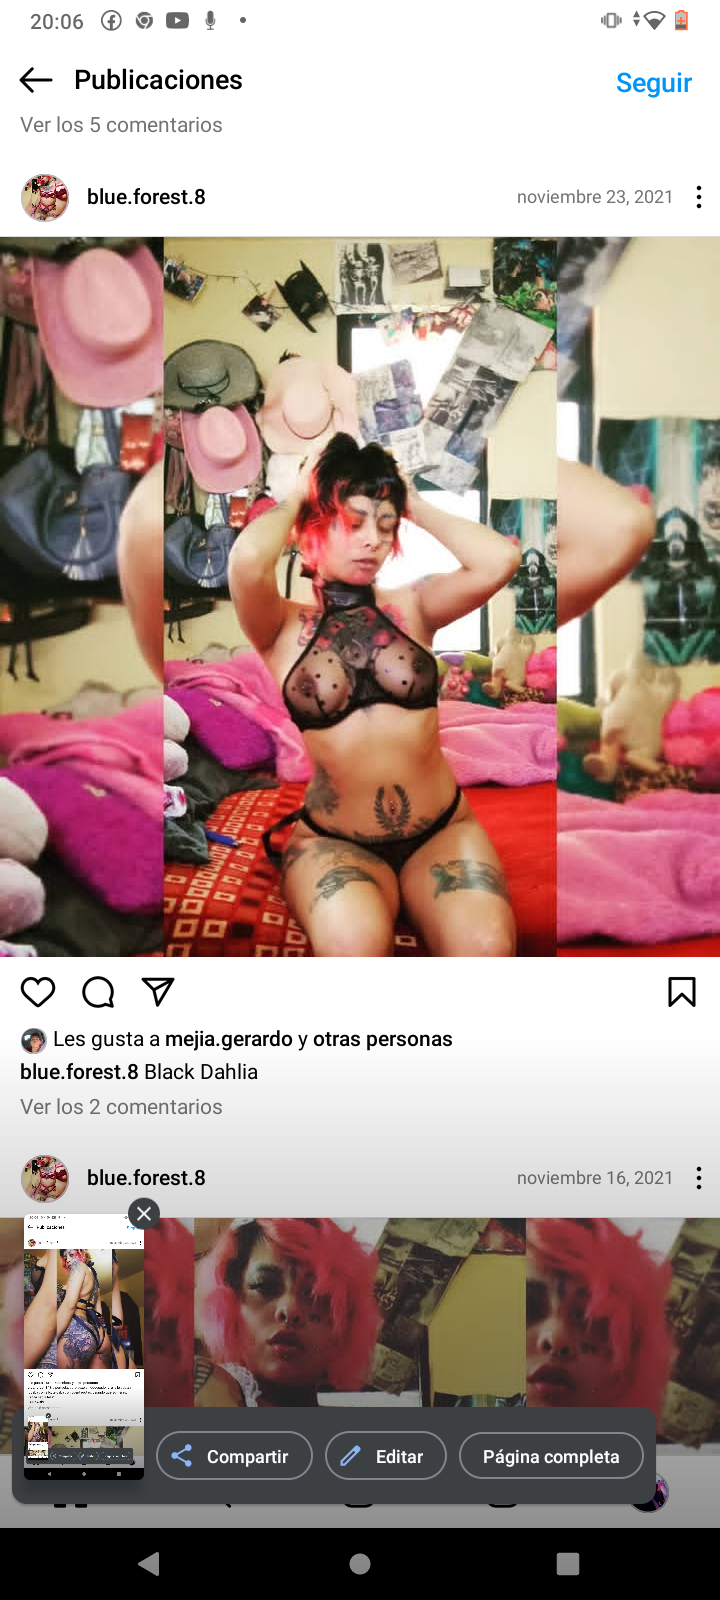 20:06
Publicaciones
Seguir
Ver los 5 comentarios
blue.forest.8
noviembre 23, 2021
Les gusta a mejia.gerardo y otras personas
blue.forest.8 Black Dahlia
Ver los 2 comentarios
blue.forest.8
noviembre 16, 2021
Publicaciones
Compartir
Editar
Página completa